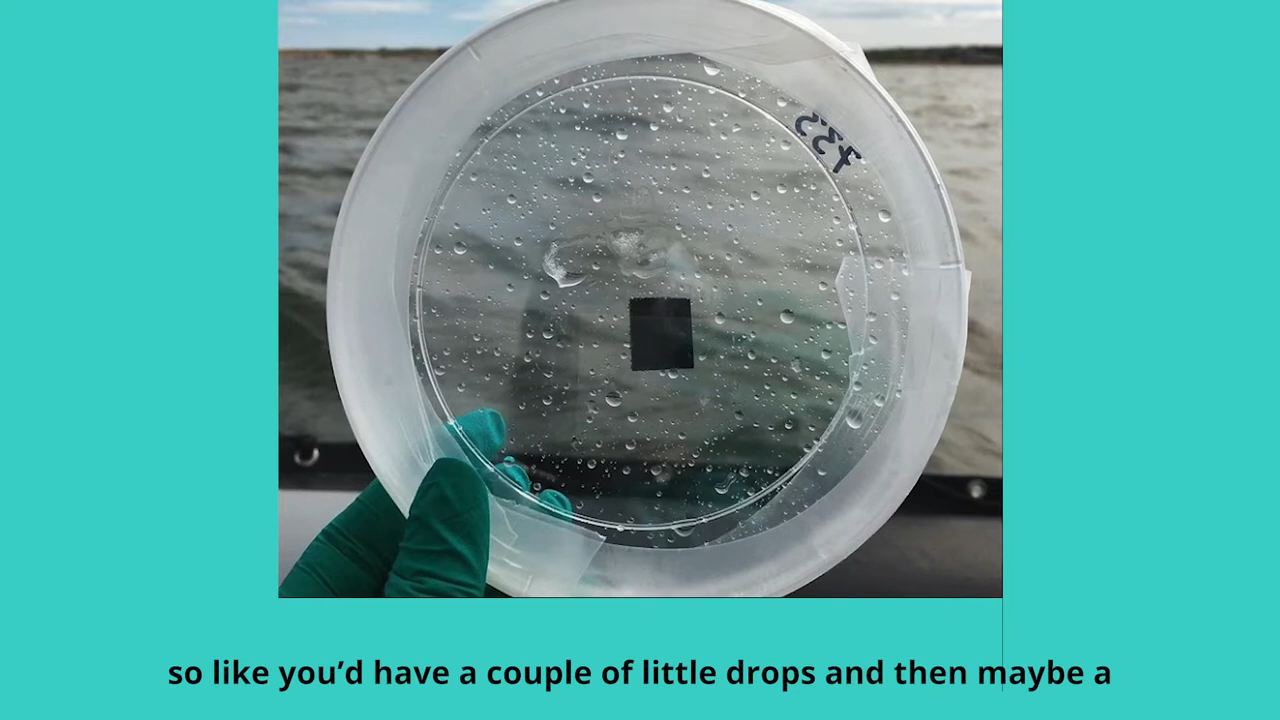 so like you’d have a couple of little drops and then maybe a